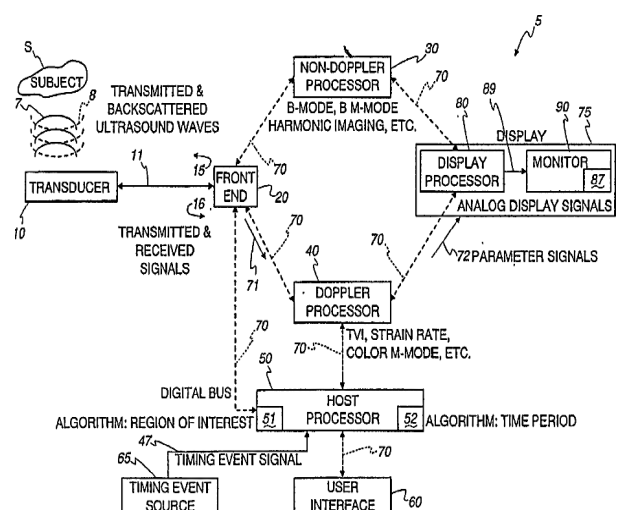 S
SUBJECT
7
8
TRANSMITTED &
BACKSCATTERED
ULTRASOUND WAVES
30
NON-DOPPLER
PROCESSOR
B-MODE, B M-MODE
HARMONIC IMAGING, ETC.
5
70
70
80
89
90
75
DISPLAY
DISPLAY
PROCESSOR
MONITOR
87
ANALOG DISPLAY SIGNALS
11
15
TRANSDUCER
10
FRONT
END
20
16
TRANSMITTED &
RECEIVED
SIGNALS
70
71
40
70
72 PARAMETER SIGNALS
DOPPLER
PROCESSOR
70
70
TVI, STRAIN RATE,
COLOR M-MODE, ETC.
50
DIGITAL BUS
HOST
PROCESSOR
ALGORITHM: REGION OF INTEREST
51
52
ALGORITHM: TIME PERIOD
47
TIMING EVENT SIGNAL
65
70
TIMING EVENT
SOURCE
USER
INTERFACE
60